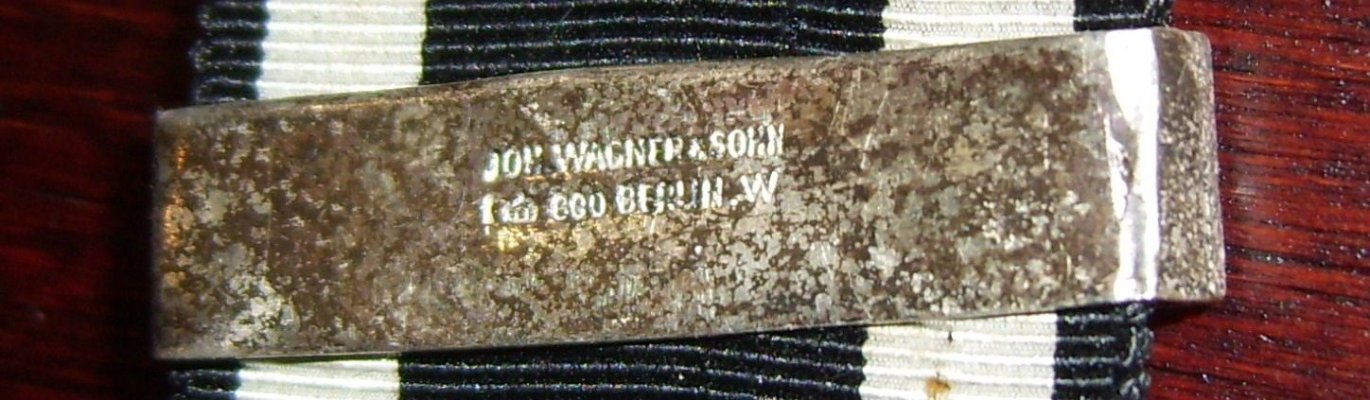 JOH. WAGNER & SOHN
800 BERLIN.W